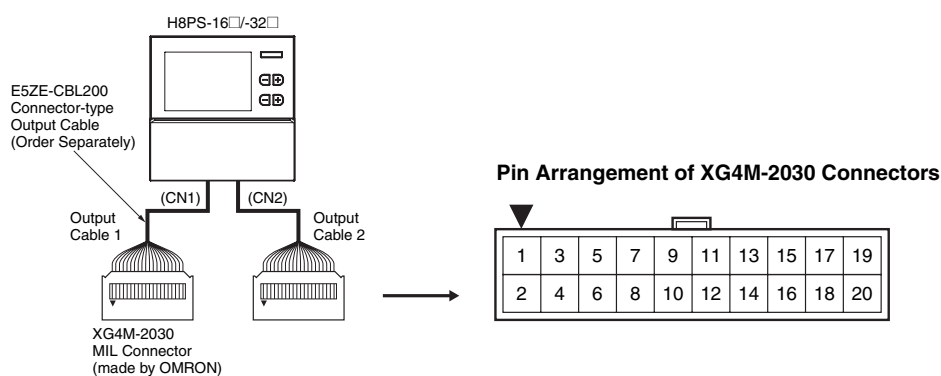 H8PS-16□/-32□
E5ZE-CBL200
Connector-type
Output Cable
(Order Separately)
(CN1)
(CN2)
Output
Cable 1
Output
Cable 2
XG4M-2030
MIL Connector
(made by OMRON)
Pin Arrangement of XG4M-2030 Connectors
1 3 5 7 9 11 13 15 17 19
2 4 6 8 10 12 14 16 18 20